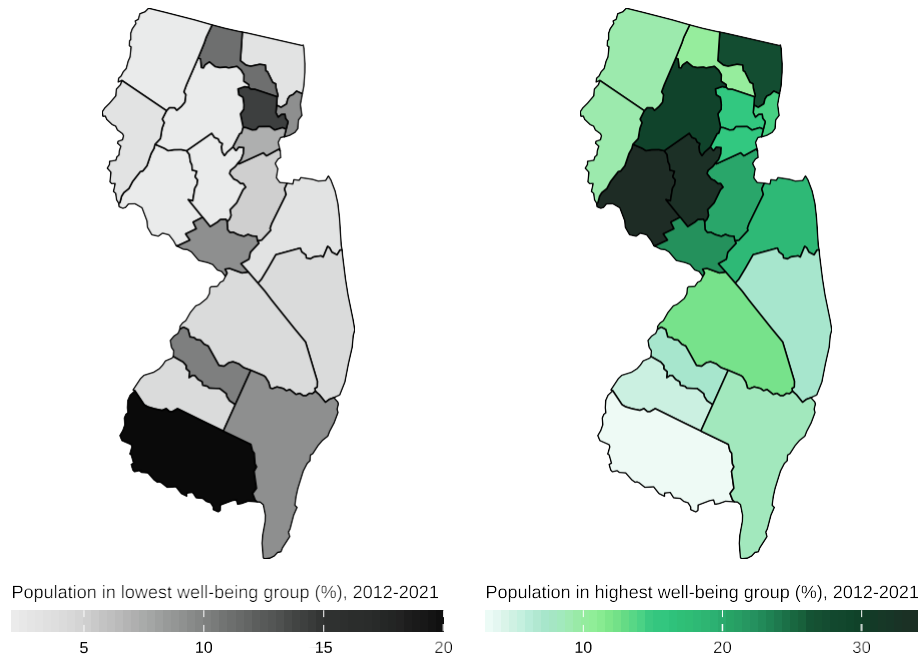 Population in lowest well-being group (%), 2012-2021
5 10 15 20
Population in highest well-being group (%), 2012-2021
10 20 30